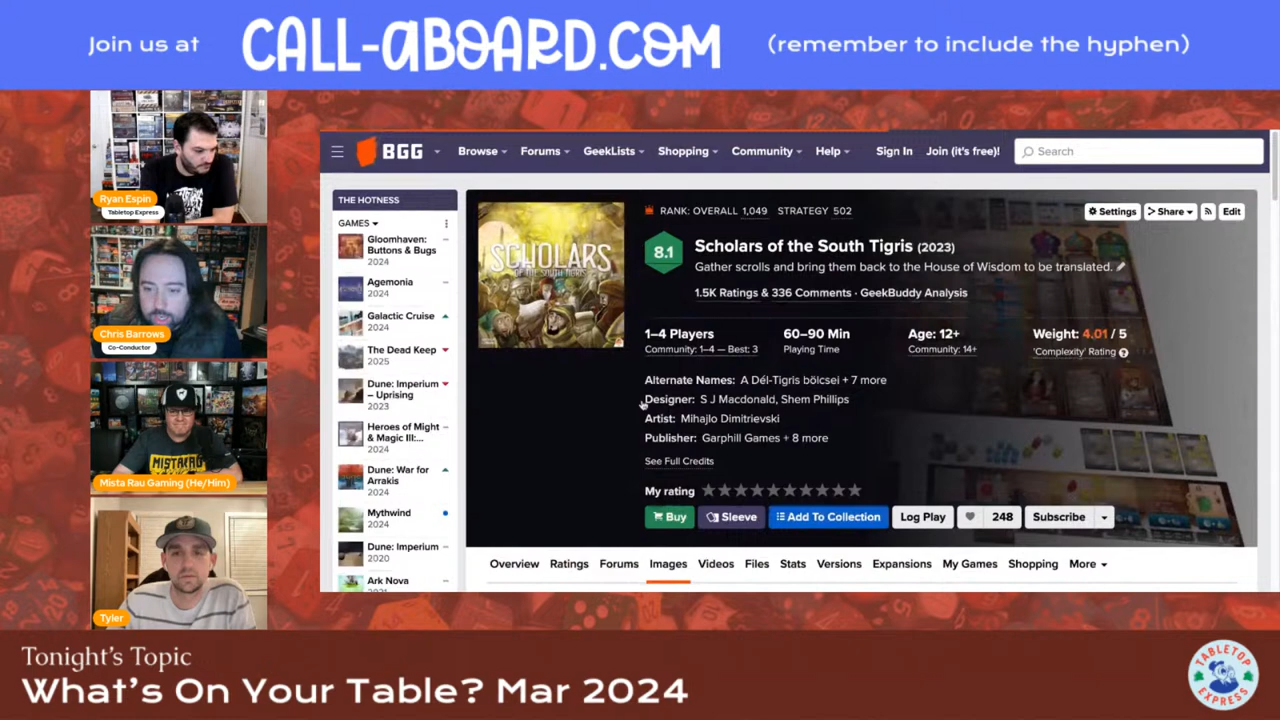 Join us at CALL-aBOARD.COM (remember to include the hyphen)
Ryan Espin
Tabletop Express
Chris Barrows
Co-Conductor
MISTARAU
Mista Rau Gaming (He/Him)
Tyler
BGG Browse Forums GeekLists Shopping Community Help Sign In Join (it's free!) Search
THE HOTNESS
GAMES
Gloomhaven:
Buttons & Bugs
2024
Agemonia
2024
Galactic Cruise
2024
The Dead Keep
2025
Dune: Imperium
– Uprising
2023
Heroes of Might
& Magic III:...
2024
Dune: War for
Arrakis
2024
Mythwind
2024
Dune: Imperium
2020
Ark Nova
SCHOLARS
OF THE SOUTH TIGRIS
RANK: OVERALL 1,049 STRATEGY 502
Settings Share Edit
8.1
Scholars of the South Tigris (2023)
Gather scrolls and bring them back to the House of Wisdom to be translated.
1.5K Ratings & 336 Comments · GeekBuddy Analysis
1–4 Players 60–90 Min Age: 12+ Weight: 4.01 / 5
Community: 1–4 — Best: 3 Playing Time Community: 14+ 'Complexity' Rating ?
Alternate Names: A Dél-Tigris bölcsei + 7 more
Designer: S J Macdonald, Shem Phillips
Artist: Mihajlo Dimitrievski
Publisher: Garphill Games + 8 more
See Full Credits
My rating
Buy Sleeve Add To Collection Log Play 248 Subscribe
Overview Ratings Forums Images Videos Files Stats Versions Expansions My Games Shopping More
Tonight's Topic
What's On Your Table? Mar 2024
TABLETOP
EXPRESS